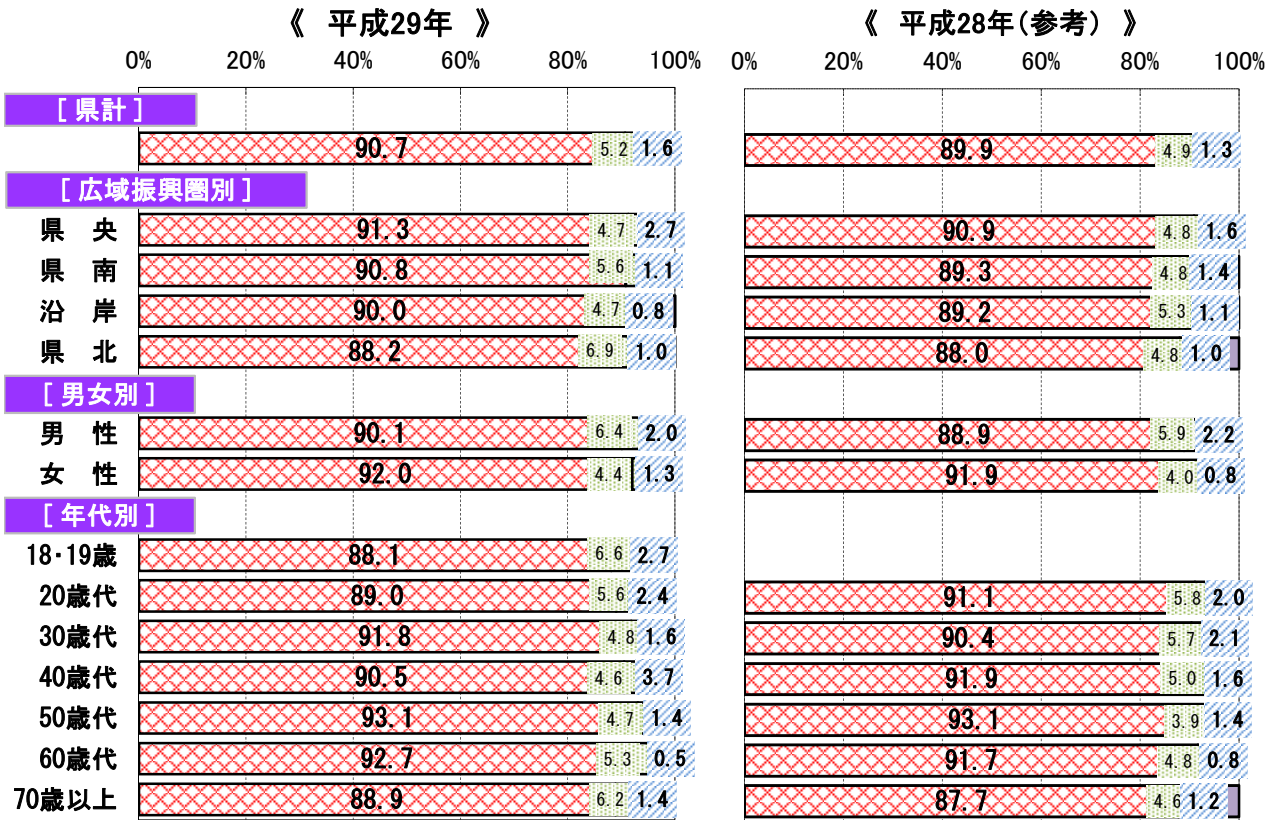 《 平成29年 》 《 平成28年(参考) 》
0% 20% 40% 60% 80% 100% 0% 20% 40% 60% 80% 100%
[ 県計 ]
90.7 5.2 1.6 89.9 4.9 1.3
[ 広域振興圏別 ]
県 央 91.3 4.7 2.7 90.9 4.8 1.6
県 南 90.8 5.6 1.1 89.3 4.8 1.4
沿 岸 90.0 4.7 0.8 89.2 5.3 1.1
県 北 88.2 6.9 1.0 88.0 4.8 1.0
[ 男女別 ]
男 性 90.1 6.4 2.0 88.9 5.9 2.2
女 性 92.0 4.4 1.3 91.9 4.0 0.8
[ 年代別 ]
18・19歳 88.1 6.6 2.7
20歳代 89.0 5.6 2.4 91.1 5.8 2.0
30歳代 91.8 4.8 1.6 90.4 5.7 2.1
40歳代 90.5 4.6 3.7 91.9 5.0 1.6
50歳代 93.1 4.7 1.4 93.1 3.9 1.4
60歳代 92.7 5.3 0.5 91.7 4.8 0.8
70歳以上 88.9 6.2 1.4 87.7 4.6 1.2